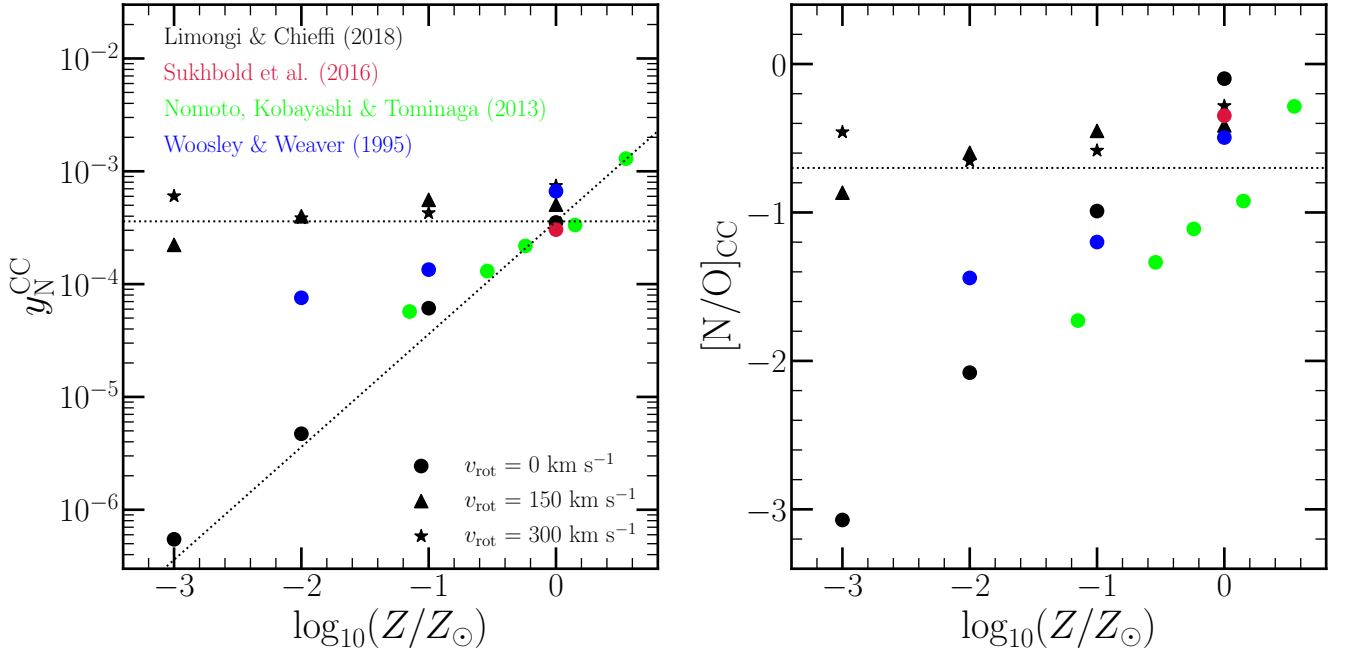 Limongi & Chieffi (2018)
Sukhbold et al. (2016)
Nomoto, Kobayashi & Tominaga (2013)
Woosley & Weaver (1995)
10⁻²
10⁻³
10⁻⁴
10⁻⁵
10⁻⁶
y_N^CC
v_rot = 0 km s⁻¹
v_rot = 150 km s⁻¹
v_rot = 300 km s⁻¹
−3 −2 −1 0
log₁₀(Z/Z⊙)
0
−1
−2
−3
[N/O]_CC
−3 −2 −1 0
log₁₀(Z/Z⊙)